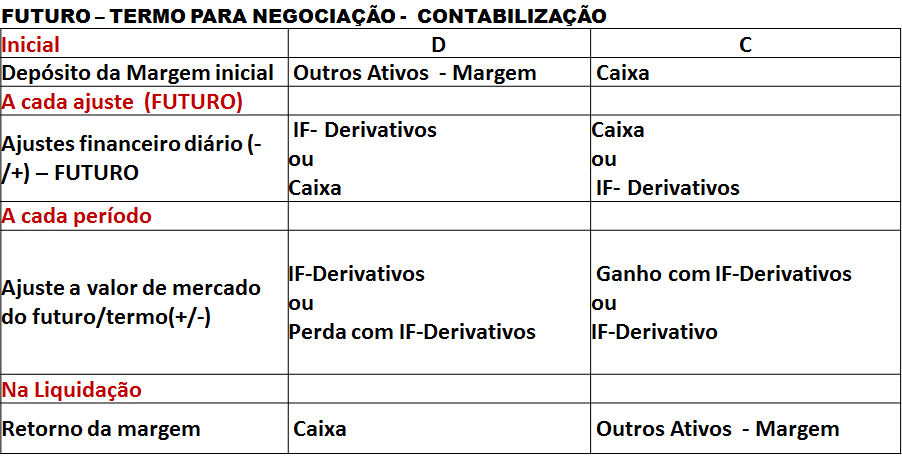 FUTURO – TERMO PARA NEGOCIAÇÃO - CONTABILIZAÇÃO
Inicial D C
Depósito da Margem inicial Outros Ativos - Margem Caixa
A cada ajuste (FUTURO)
Ajustes financeiro diário (-
/+) – FUTURO
IF- Derivativos
ou
Caixa
Caixa
ou
IF- Derivativos
A cada período
Ajuste a valor de mercado
do futuro/termo(+/-)
IF-Derivativos
ou
Perda com IF-Derivativos
Ganho com IF-Derivativos
ou
IF-Derivativo
Na Liquidação
Retorno da margem Caixa Outros Ativos - Margem